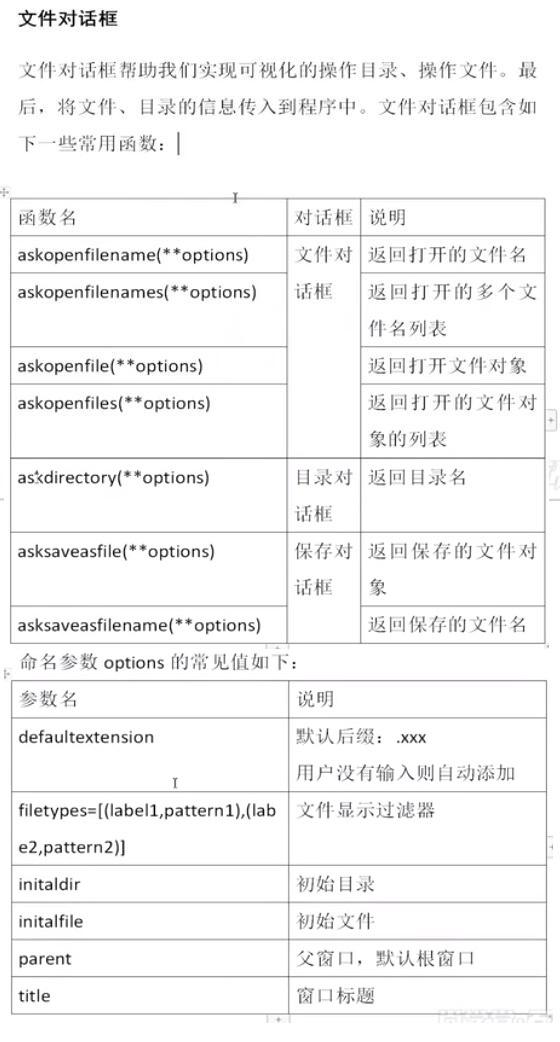 文件对话框
文件对话框帮助我们实现可视化的操作目录、操作文件。最
后，将文件、目录的信息传入到程序中。文件对话框包含如
下一些常用函数：
函数名 对话框 说明
askopenfilename(**options) 文件对 返回打开的文件名
askopenfilenames(**options) 话框 返回打开的多个文
件名列表
askopenfile(**options) 返回打开文件对象
askopenfiles(**options) 返回打开的文件对
象的列表
askdirectory(**options) 目录对 返回目录名
话框
asksaveasfile(**options) 保存对 返回保存的文件对
话框 象
asksaveasfilename(**options) 返回保存的文件名
命名参数 options 的常见值如下：
参数名 说明
defaultextension 默认后缀：.xxx
用户没有输入则自动添加
filetypes=[(label1,pattern1),(lab 文件显示过滤器
e2,pattern2)]
initaldir 初始目录
initalfile 初始文件
parent 父窗口，默认根窗口
title 窗口标题